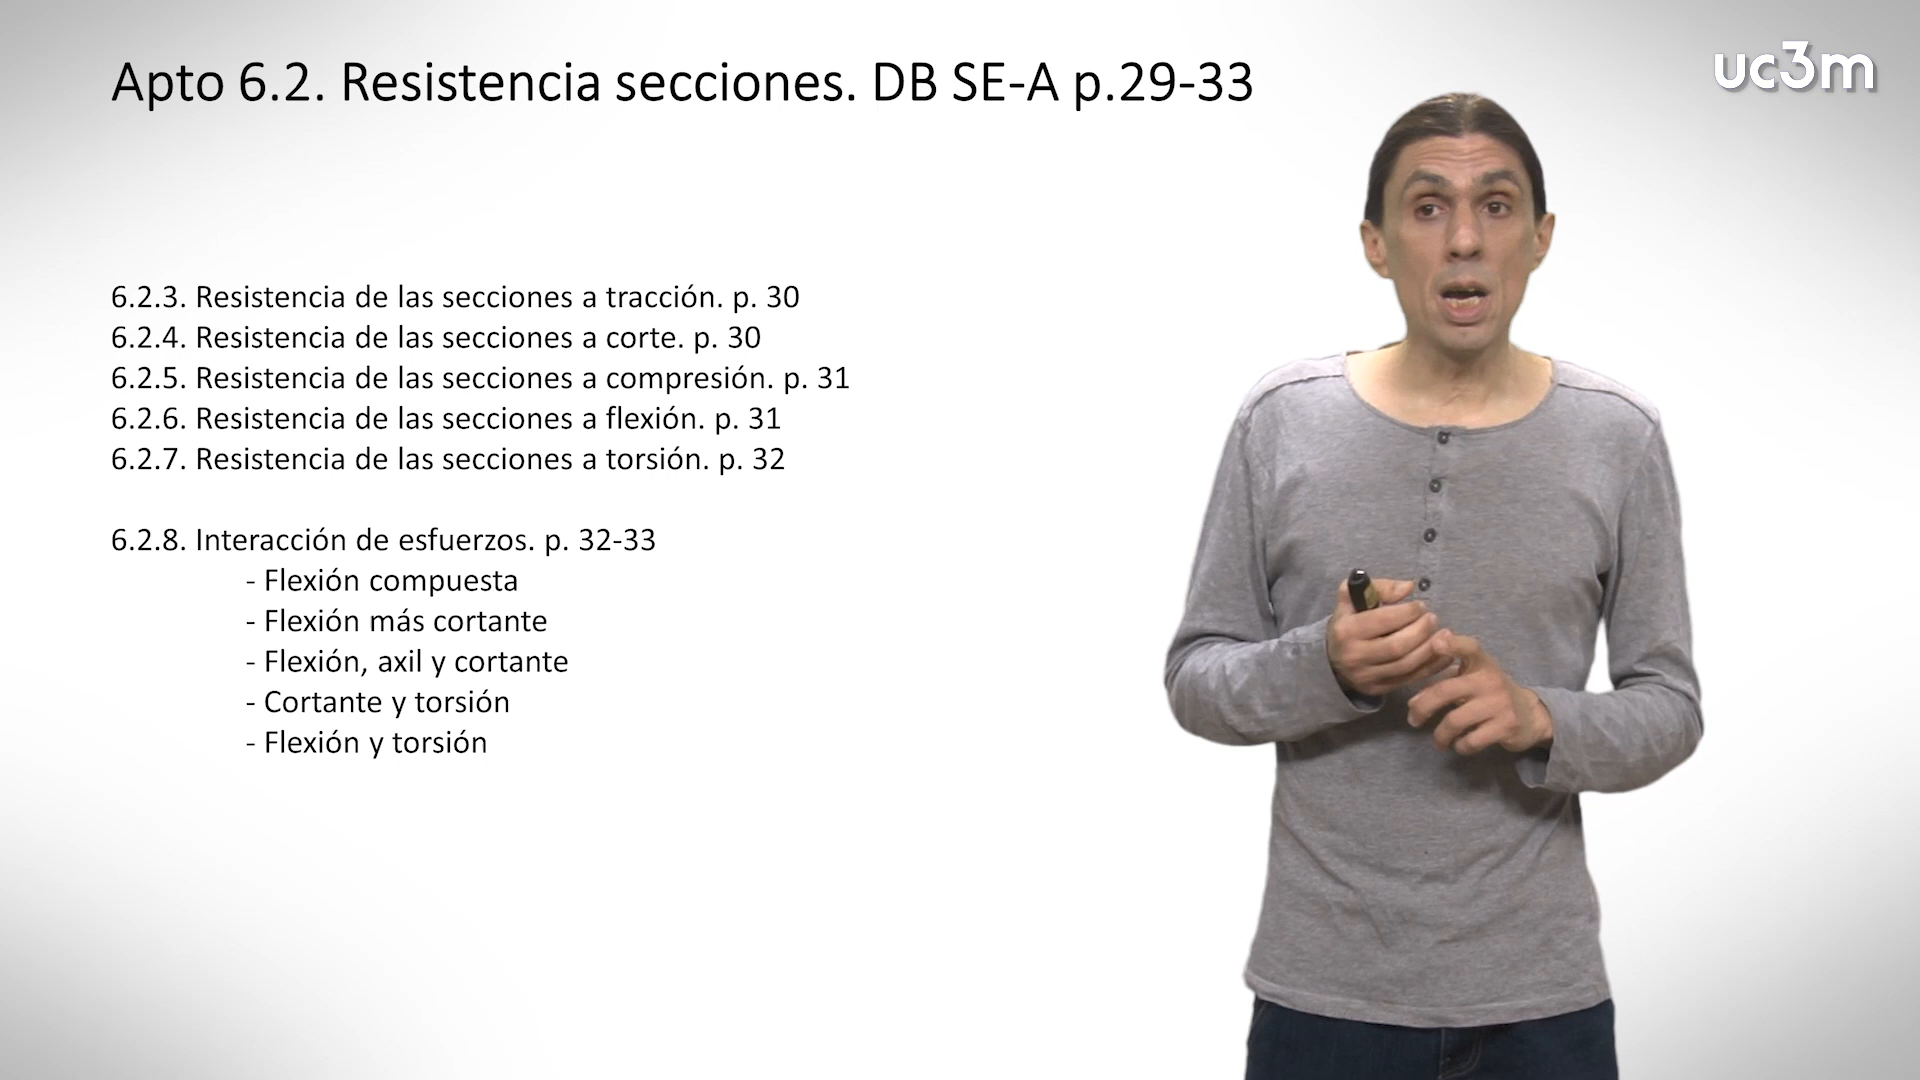 Apto 6.2. Resistencia secciones. DB SE-A p.29-33
uc3m
6.2.3. Resistencia de las secciones a tracción. p. 30
6.2.4. Resistencia de las secciones a corte. p. 30
6.2.5. Resistencia de las secciones a compresión. p. 31
6.2.6. Resistencia de las secciones a flexión. p. 31
6.2.7. Resistencia de las secciones a torsión. p. 32
6.2.8. Interacción de esfuerzos. p. 32-33
- Flexión compuesta
- Flexión más cortante
- Flexión, axil y cortante
- Cortante y torsión
- Flexión y torsión